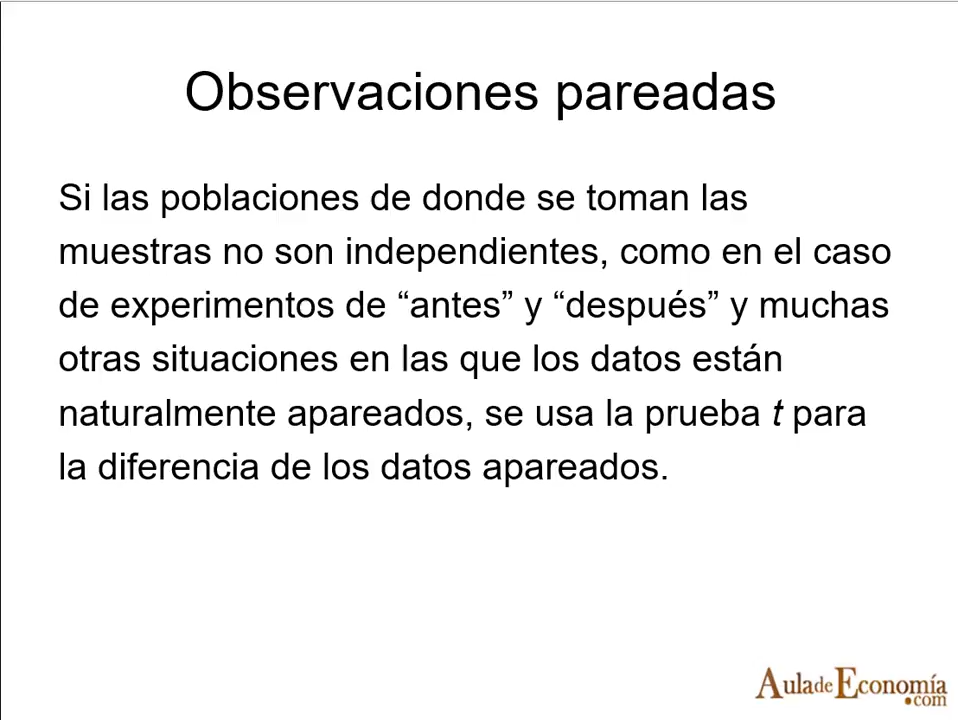 Observaciones pareadas
Si las poblaciones de donde se toman las
muestras no son independientes, como en el caso
de experimentos de “antes” y “después” y muchas
otras situaciones en las que los datos están
naturalmente apareados, se usa la prueba t para
la diferencia de los datos apareados.
AuladeEconomía
•com